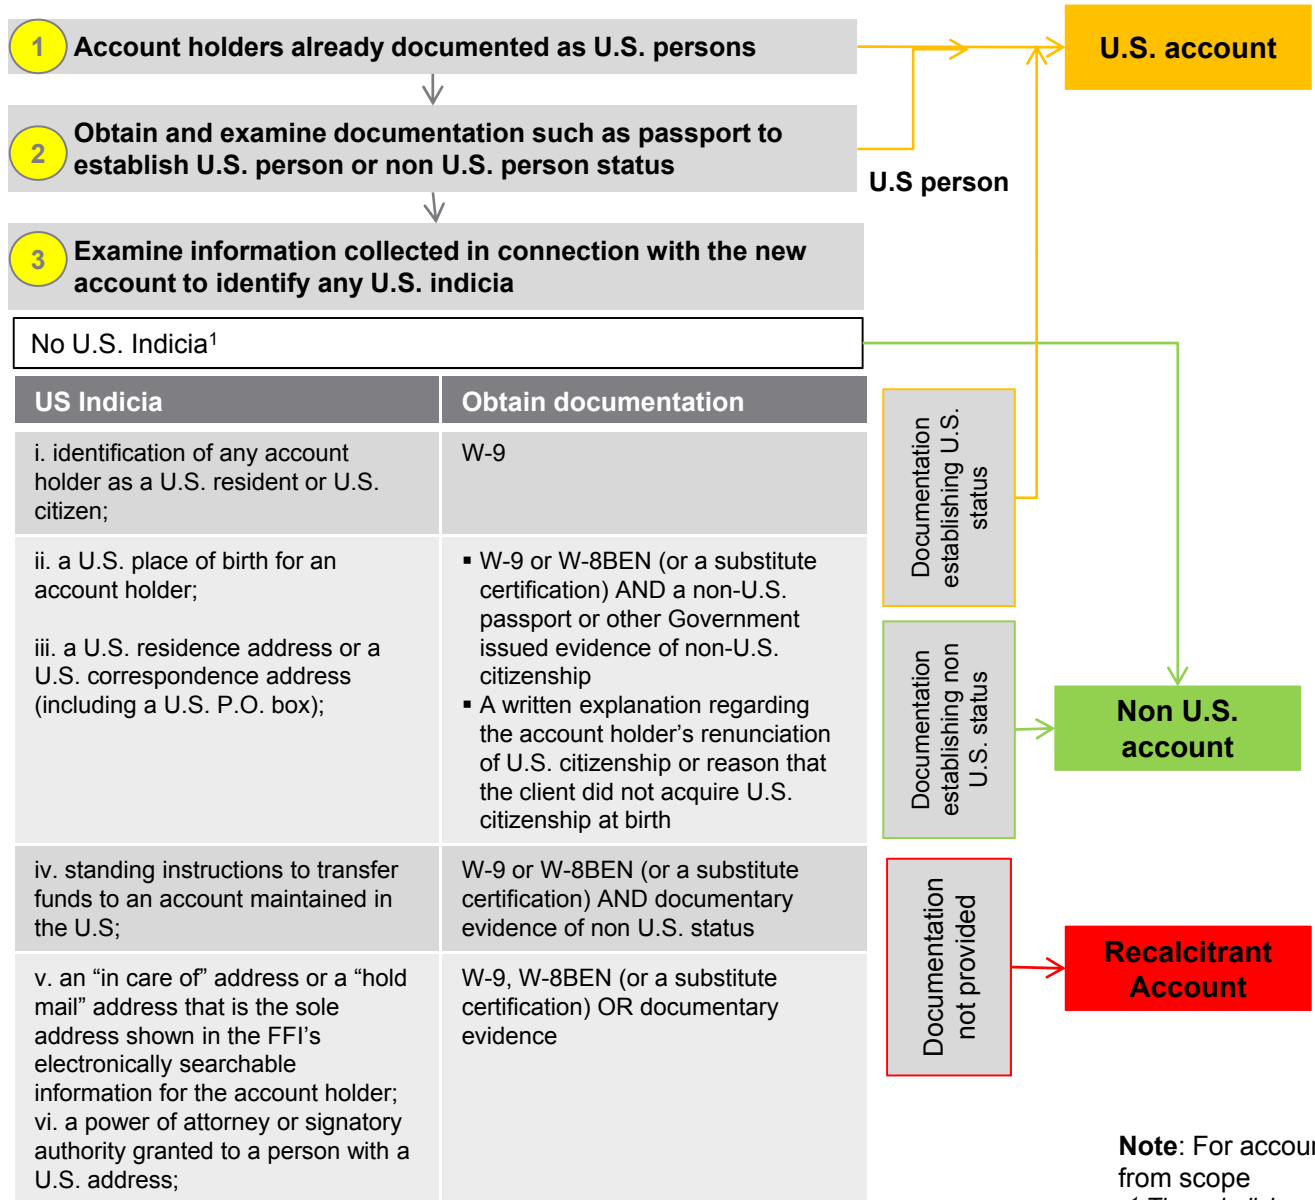 1
Account holders already documented as U.S. persons
U.S. account
2
Obtain and examine documentation such as passport to
establish U.S. person or non U.S. person status
U.S person
3
Examine information collected in connection with the new
account to identify any U.S. indicia
No U.S. Indicia1
US Indicia
Obtain documentation
i. identification of any account
holder as a U.S. resident or U.S.
citizen;
W-9
ii. a U.S. place of birth for an
account holder;
iii. a U.S. residence address or a
U.S. correspondence address
(including a U.S. P.O. box);
▪ W-9 or W-8BEN (or a substitute
certification) AND a non-U.S.
passport or other Government
issued evidence of non-U.S.
citizenship
▪ A written explanation regarding
the account holder’s renunciation
of U.S. citizenship or reason that
the client did not acquire U.S.
citizenship at birth
iv. standing instructions to transfer
funds to an account maintained in
the U.S;
W-9 or W-8BEN (or a substitute
certification) AND documentary
evidence of non U.S. status
v. an “in care of” address or a “hold
mail” address that is the sole
address shown in the FFI’s
electronically searchable
information for the account holder;
vi. a power of attorney or signatory
authority granted to a person with a
U.S. address;
W-9, W-8BEN (or a substitute
certification) OR documentary
evidence
Documentation
establishing U.S.
status
Documentation
establishing non
U.S. status
Non U.S.
account
Documentation
not provided
Recalcitrant
Account
Note: For accoun
from scope